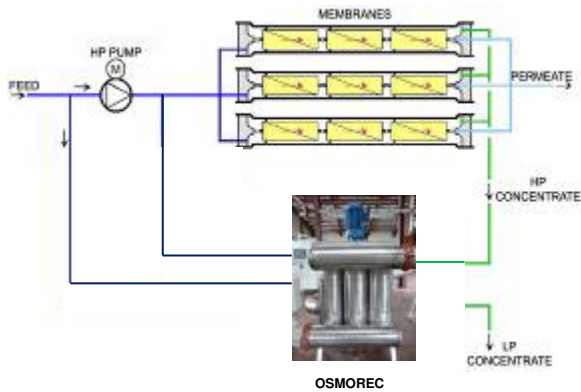 MEMBRANES
HP PUMP
M
FEED
PERMEATE
HP
CONCENTRATE
LP
CONCENTRATE
OSMOREC